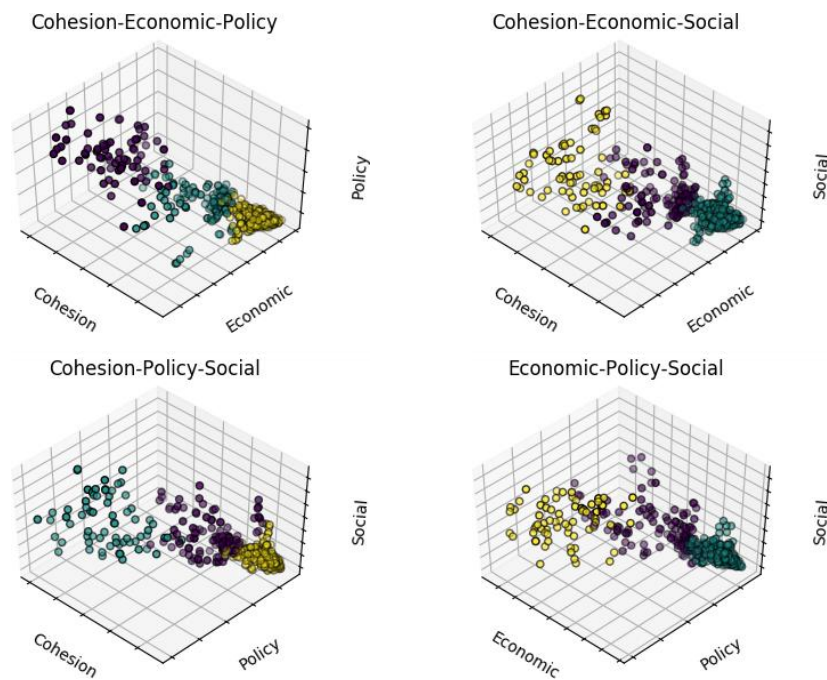 Cohesion-Economic-Policy
Cohesion-Economic-Social
Policy
Social
Cohesion
Economic
Cohesion
Economic
Cohesion-Policy-Social
Economic-Policy-Social
Social
Social
Cohesion
Policy
Economic
Policy